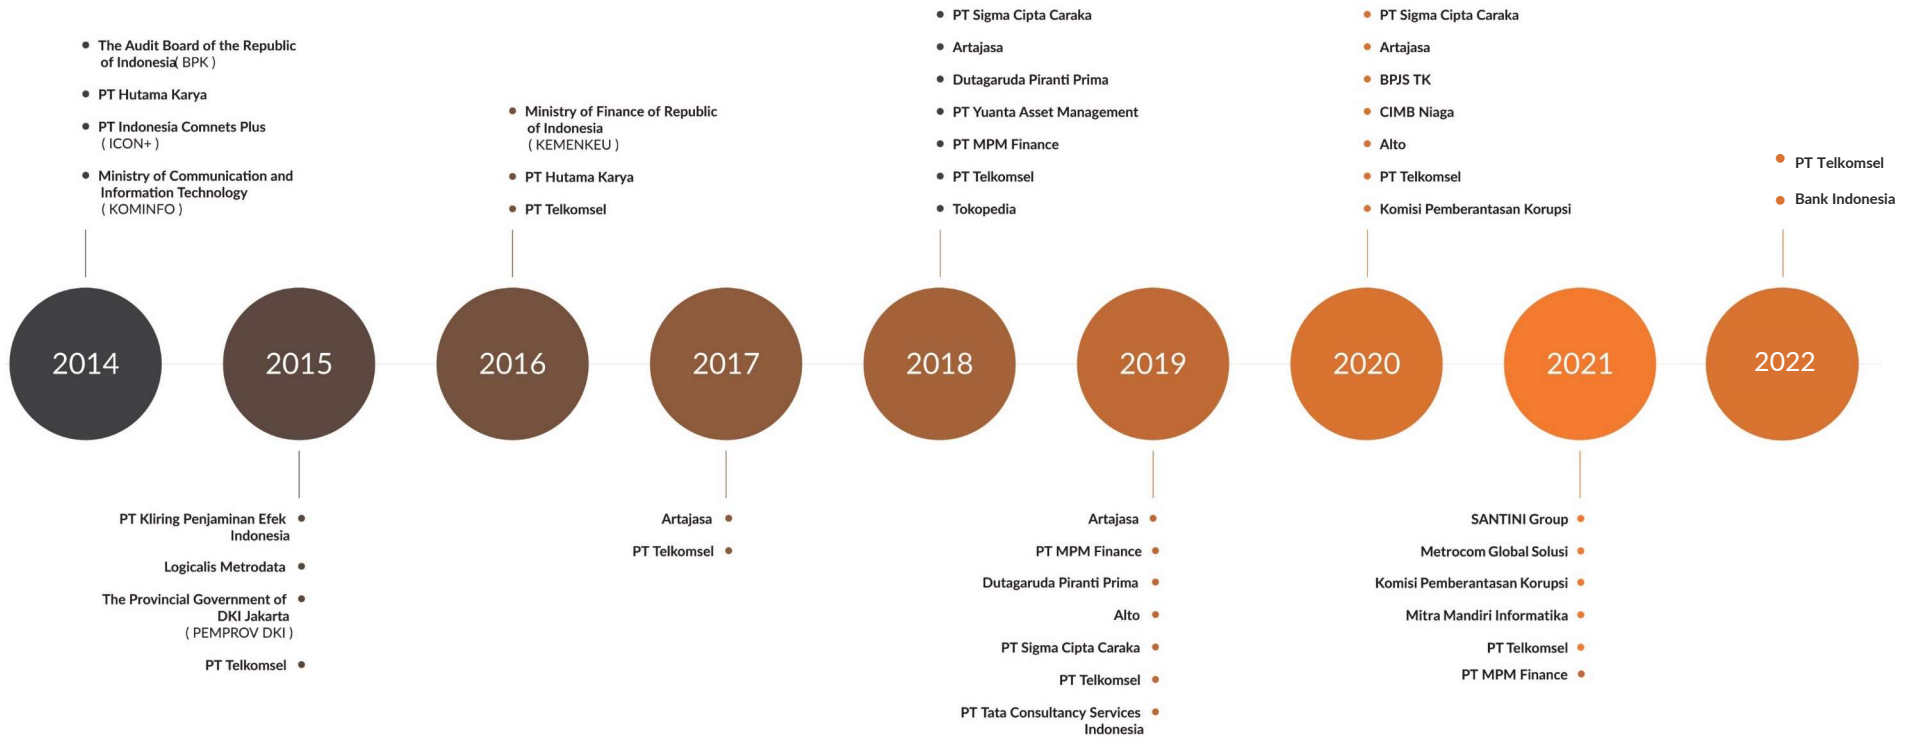 The Audit Board of the Republic
of Indonesia( BPK )
PT Hutama Karya
PT Indonesia Comnets Plus
( ICON+ )
Ministry of Communication and
Information Technology
( KOMINFO )
Ministry of Finance of Republic
of Indonesia
( KEMENKEU )
PT Hutama Karya
PT Telkomsel
PT Sigma Cipta Caraka
Artajasa
Dutagaruda Piranti Prima
PT Yuanta Asset Management
PT MPM Finance
PT Telkomsel
Tokopedia
PT Sigma Cipta Caraka
Artajasa
BPJS TK
CIMB Niaga
Alto
PT Telkomsel
Komisi Pemberantasan Korupsi
PT Telkomsel
Bank Indonesia
2014
2015
2016
2017
2018
2019
2020
2021
2022
PT Kliring Penjaminan Efek
Indonesia
Logicalis Metrodata
The Provincial Government of
DKI Jakarta
( PEMPROV DKI )
PT Telkomsel
Artajasa
PT Telkomsel
Artajasa
PT MPM Finance
Dutagaruda Piranti Prima
Alto
PT Sigma Cipta Caraka
PT Telkomsel
PT Tata Consultancy Services
Indonesia
SANTINI Group
Metrocom Global Solusi
Komisi Pemberantasan Korupsi
Mitra Mandiri Informatika
PT Telkomsel
PT MPM Finance